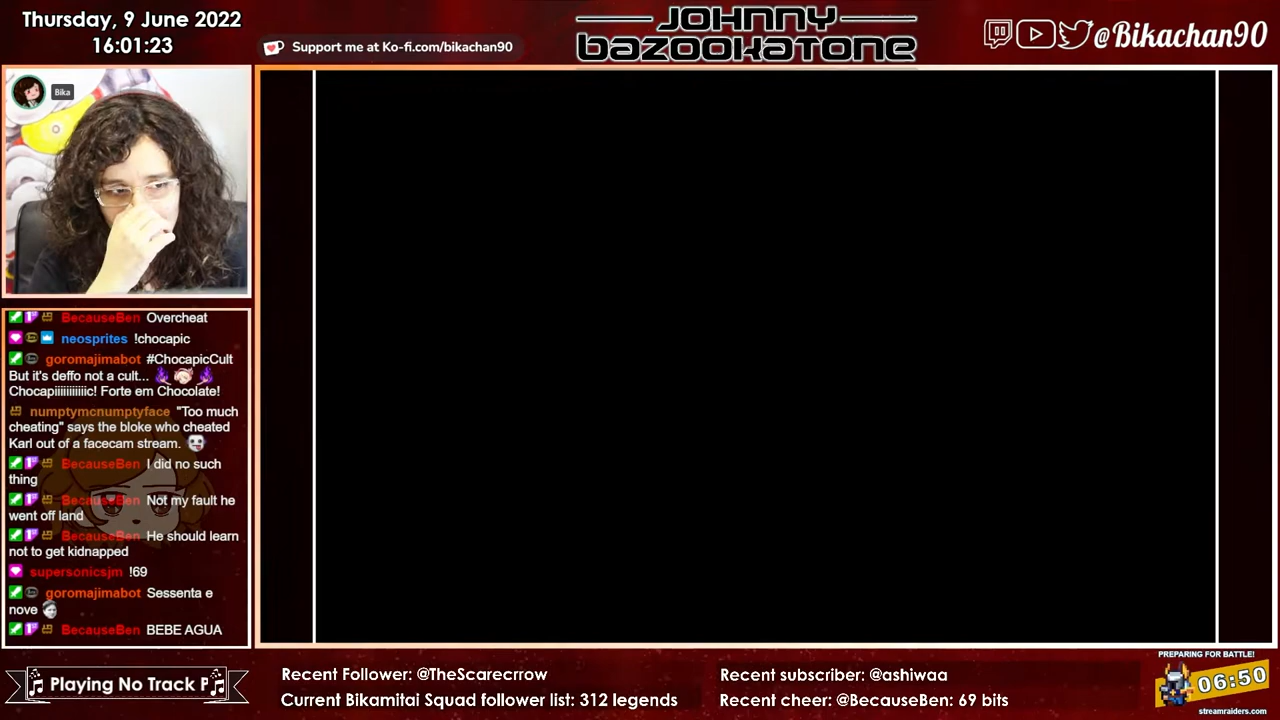 Thursday, 9 June 2022
16:01:23
Support me at Ko-fi.com/bikachan90
JOHNNY
BAZOOKATONE
@Bikachan90
Bika
BecauseBen Overcheat
neosprites !chocapic
goromajimabot #ChocapicCult
But it's deffo not a cult...
Chocapiiiiiiiiiiiic! Forte em Chocolate!
numptymcnumptyface "Too much
cheating" says the bloke who cheated
Karl out of a facecam stream.
BecauseBen I did no such
thing
BecauseBen Not my fault he
went off land
BecauseBen He should learn
not to get kidnapped
supersonicsjm !69
goromajimabot Sessenta e
nove
BecauseBen BEBE AGUA
Playing No Track P
Recent Follower: @TheScarecrrow
Current Bikamitai Squad follower list: 312 legends
Recent subscriber: @ashiwaa
Recent cheer: @BecauseBen: 69 bits
PREPARING FOR BATTLE!
06:50
streamraiders.com